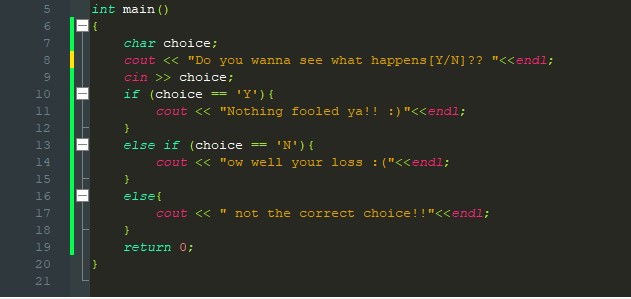 5 int main()
6 {
7 char choice;
8 cout << "Do you wanna see what happens[Y/N]?? "<<endl;
9 cin >> choice;
10 if (choice == 'Y'){
11 cout << "Nothing fooled ya!! :)"<<endl;
12 }
13 else if (choice == 'N'){
14 cout << "ow well your loss :("<<endl;
15 }
16 else{
17 cout << " not the correct choice!!"<<endl;
18 }
19 return 0;
20 }
21